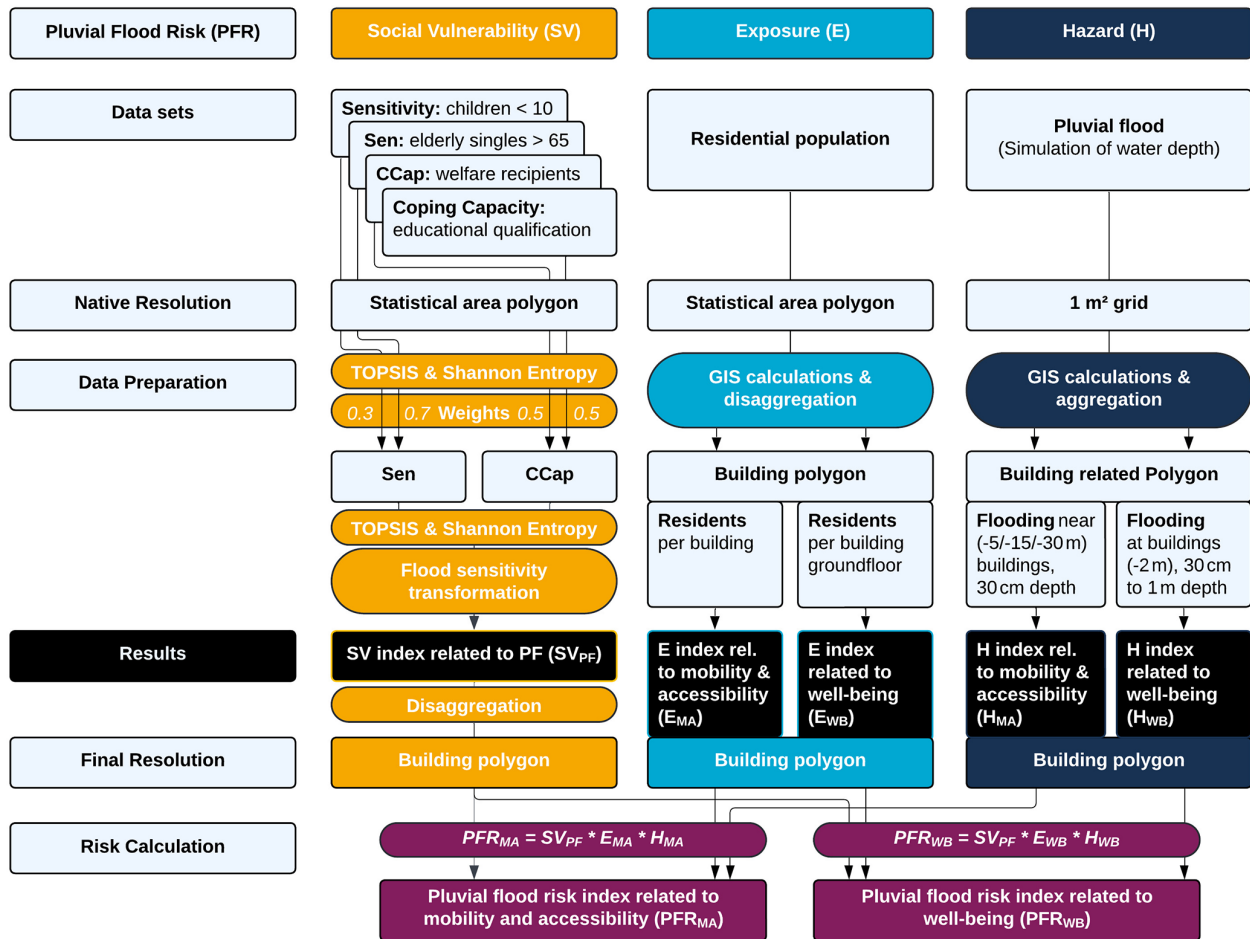 Pluvial Flood Risk (PFR)
Social Vulnerability (SV)
Exposure (E)
Hazard (H)
Data sets
Sensitivity: children < 10
Sen: elderly singles > 65
CCap: welfare recipients
Coping Capacity:
educational qualification
Residential population
Pluvial flood
(Simulation of water depth)
Native Resolution
Statistical area polygon
Statistical area polygon
1 m² grid
Data Preparation
TOPSIS & Shannon Entropy
0.3 0.7 Weights 0.5 0.5
GIS calculations &
disaggregation
GIS calculations &
aggregation
Sen
CCap
Building polygon
Building related Polygon
TOPSIS & Shannon Entropy
Flood sensitivity
transformation
Residents
per building
Residents
per building
groundfloor
Flooding near
(-5/-15/-30 m)
buildings,
30 cm depth
Flooding
at buildings
(-2 m), 30 cm
to 1 m depth
Results
SV index related to PF (SVPF)
E index rel.
to mobility &
accessibility
(EMA)
E index
related to
well-being
(EWB)
H index rel.
to mobility &
accessibility
(HMA)
H index
related to
well-being
(HWB)
Disaggregation
Final Resolution
Building polygon
Building polygon
Building polygon
Risk Calculation
PFRMA = SVPF * EMA * HMA
PFRWB = SVPF * EWB * HWB
Pluvial flood risk index related to
mobility and accessibility (PFRMA)
Pluvial flood risk index related to
well-being (PFRWB)